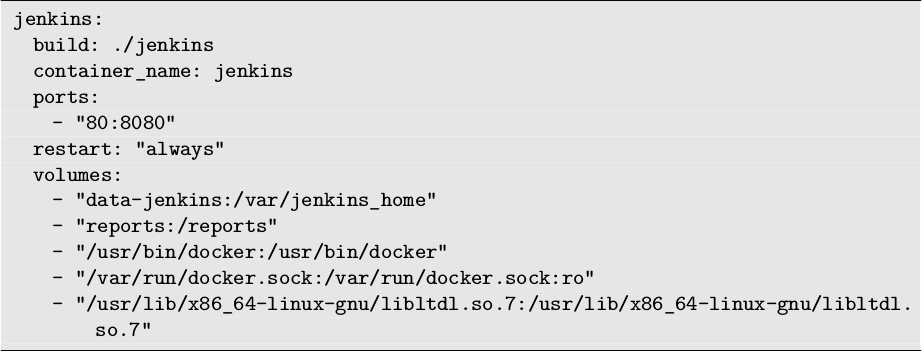 jenkins:
  build: ./jenkins
  container_name: jenkins
  ports:
    - "80:8080"
  restart: "always"
  volumes:
    - "data-jenkins:/var/jenkins_home"
    - "reports:/reports"
    - "/usr/bin/docker:/usr/bin/docker"
    - "/var/run/docker.sock:/var/run/docker.sock:ro"
    - "/usr/lib/x86_64-linux-gnu/libltdl.so.7:/usr/lib/x86_64-linux-gnu/libltdl.
        so.7"